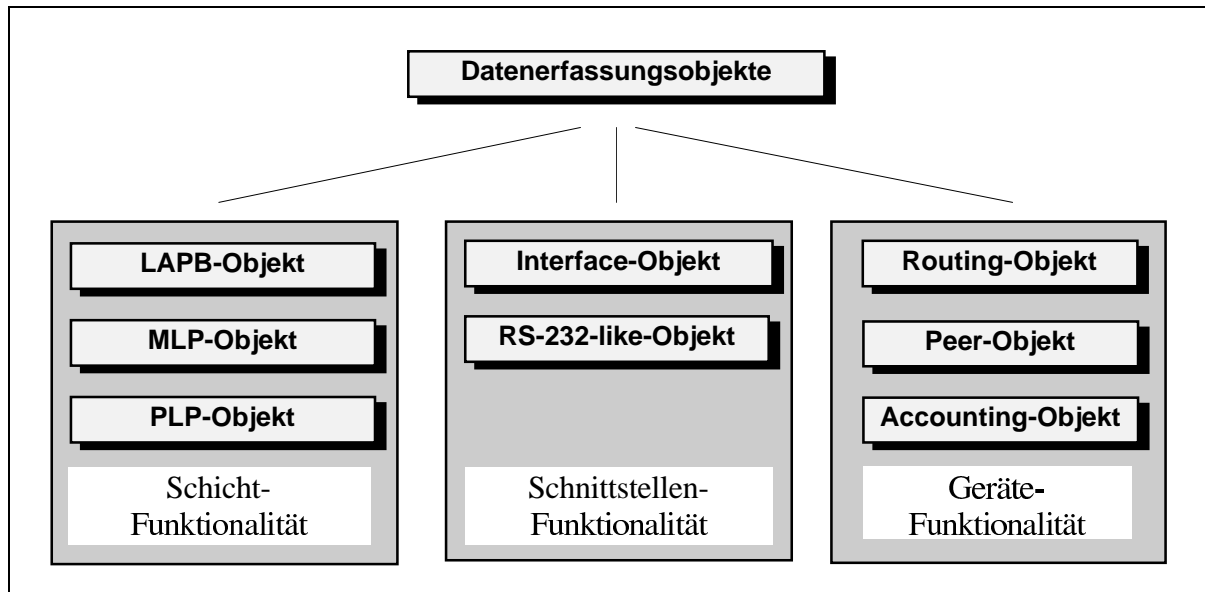 Datenerfassungsobjekte
LAPB-Objekt
MLP-Objekt
PLP-Objekt
Schicht-
Funktionalität
Interface-Objekt
RS-232-like-Objekt
Schnittstellen-
Funktionalität
Routing-Objekt
Peer-Objekt
Accounting-Objekt
Geräte-
Funktionalität